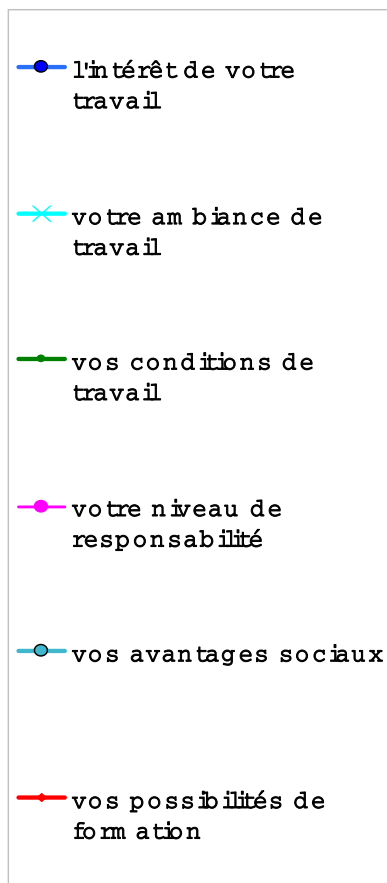 l'intérêt de votre
travail
votre ambiance de
travail
vos conditions de
travail
votre niveau de
responsabilité
vos avantages sociaux
vos possibilités de
formation